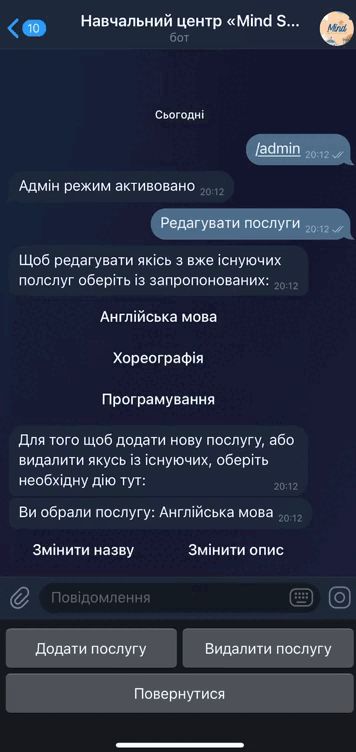 10
Навчальний центр «Mind S...
бот
Mind
Сьогодні
/admin 20:12
Адмін режим активовано 20:12
Редагувати послуги 20:12
Щоб редагувати якісь з вже існуючих
полслуг оберіть із запропонованих: 20:12
Англійська мова
Хореографія
Програмування
Для того щоб додати нову послугу, або
видалити якусь із існуючих, оберіть
необхідну дію тут: 20:12
Ви обрали послугу: Англійська мова 20:12
Змінити назву Змінити опис
Повідомлення
Додати послугу Видалити послугу
Повернутися